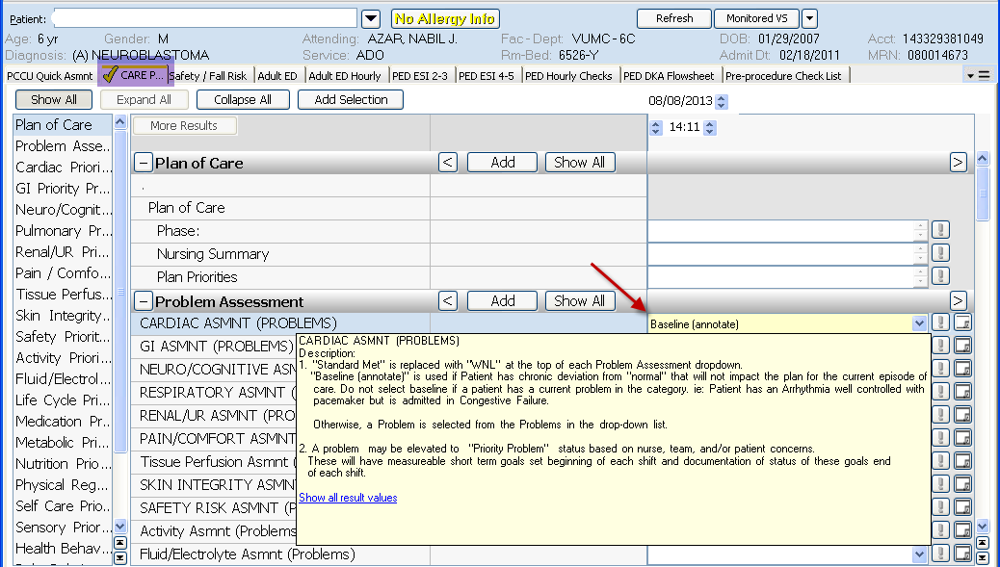 Patient:
No Allergy Info
Refresh
Monitored VS
Age: 6 yr Gender: M Attending: AZAR, NABIL J. Fac - Dept: VUMC - 6C DOB: 01/29/2007 Acct: 143329381049
Diagnosis: (A) NEUROBLASTOMA Service: ADO Rm-Bed: 6526-Y Admit Dt: 02/18/2011 MRN: 080014673
PCCU Quick Asmnt CARE P... Safety / Fall Risk Adult ED Adult ED Hourly PED ESI 2-3 PED ESI 4-5 PED Hourly Checks PED DKA Flowsheet Pre-procedure Check List
Show All Expand All Collapse All Add Selection 08/08/2013
More Results 14:11
Plan of Care
Problem Asse..
Cardiac Priori...
GI Priority Pr...
Neuro/Cognit...
Pulmonary Pr...
Renal/UR Pri...
Pain / Comfo...
Tissue Perfus...
Skin Integrity...
Safety Priorit...
Activity Priori...
Fluid/Electrol...
Life Cycle Pri...
Medication Pr...
Metabolic Pri...
Nutrition Prio...
Physical Reg...
Self Care Prio...
Sensory Prior...
Health Behav...
− Plan of Care < Add Show All >
.
Plan of Care
Phase:
Nursing Summary
Plan Priorities
− Problem Assessment < Add Show All >
CARDIAC ASMNT (PROBLEMS) Baseline (annotate)
GI ASMNT (PROBLEMS)
NEURO/COGNITIVE ASM
RESPIRATORY ASMNT (
RENAL/UR ASMNT (PRO
PAIN/COMFORT ASMNT
Tissue Perfusion Asmnt (
SKIN INTEGRITY ASMN
SAFETY RISK ASMNT (P
Activity Asmnt (Problems
Fluid/Electrolyte Asmnt (Problems)
CARDIAC ASMNT (PROBLEMS)
Description:
1. "Standard Met" is replaced with "WNL" at the top of each Problem Assessment dropdown.
"Baseline (annotate)" is used if Patient has chronic deviation from "normal" that will not impact the plan for the current episode of
care. Do not select baseline if a patient has a current problem in the category. ie: Patient has an Arrhythmia well controlled with
pacemaker but is admitted in Congestive Failure.
Otherwise, a Problem is selected from the Problems in the drop-down list.
2. A problem may be elevated to "Priority Problem" status based on nurse, team, and/or patient concerns.
These will have measureable short term goals set beginning of each shift and documentation of status of these goals end
of each shift.
Show all result values